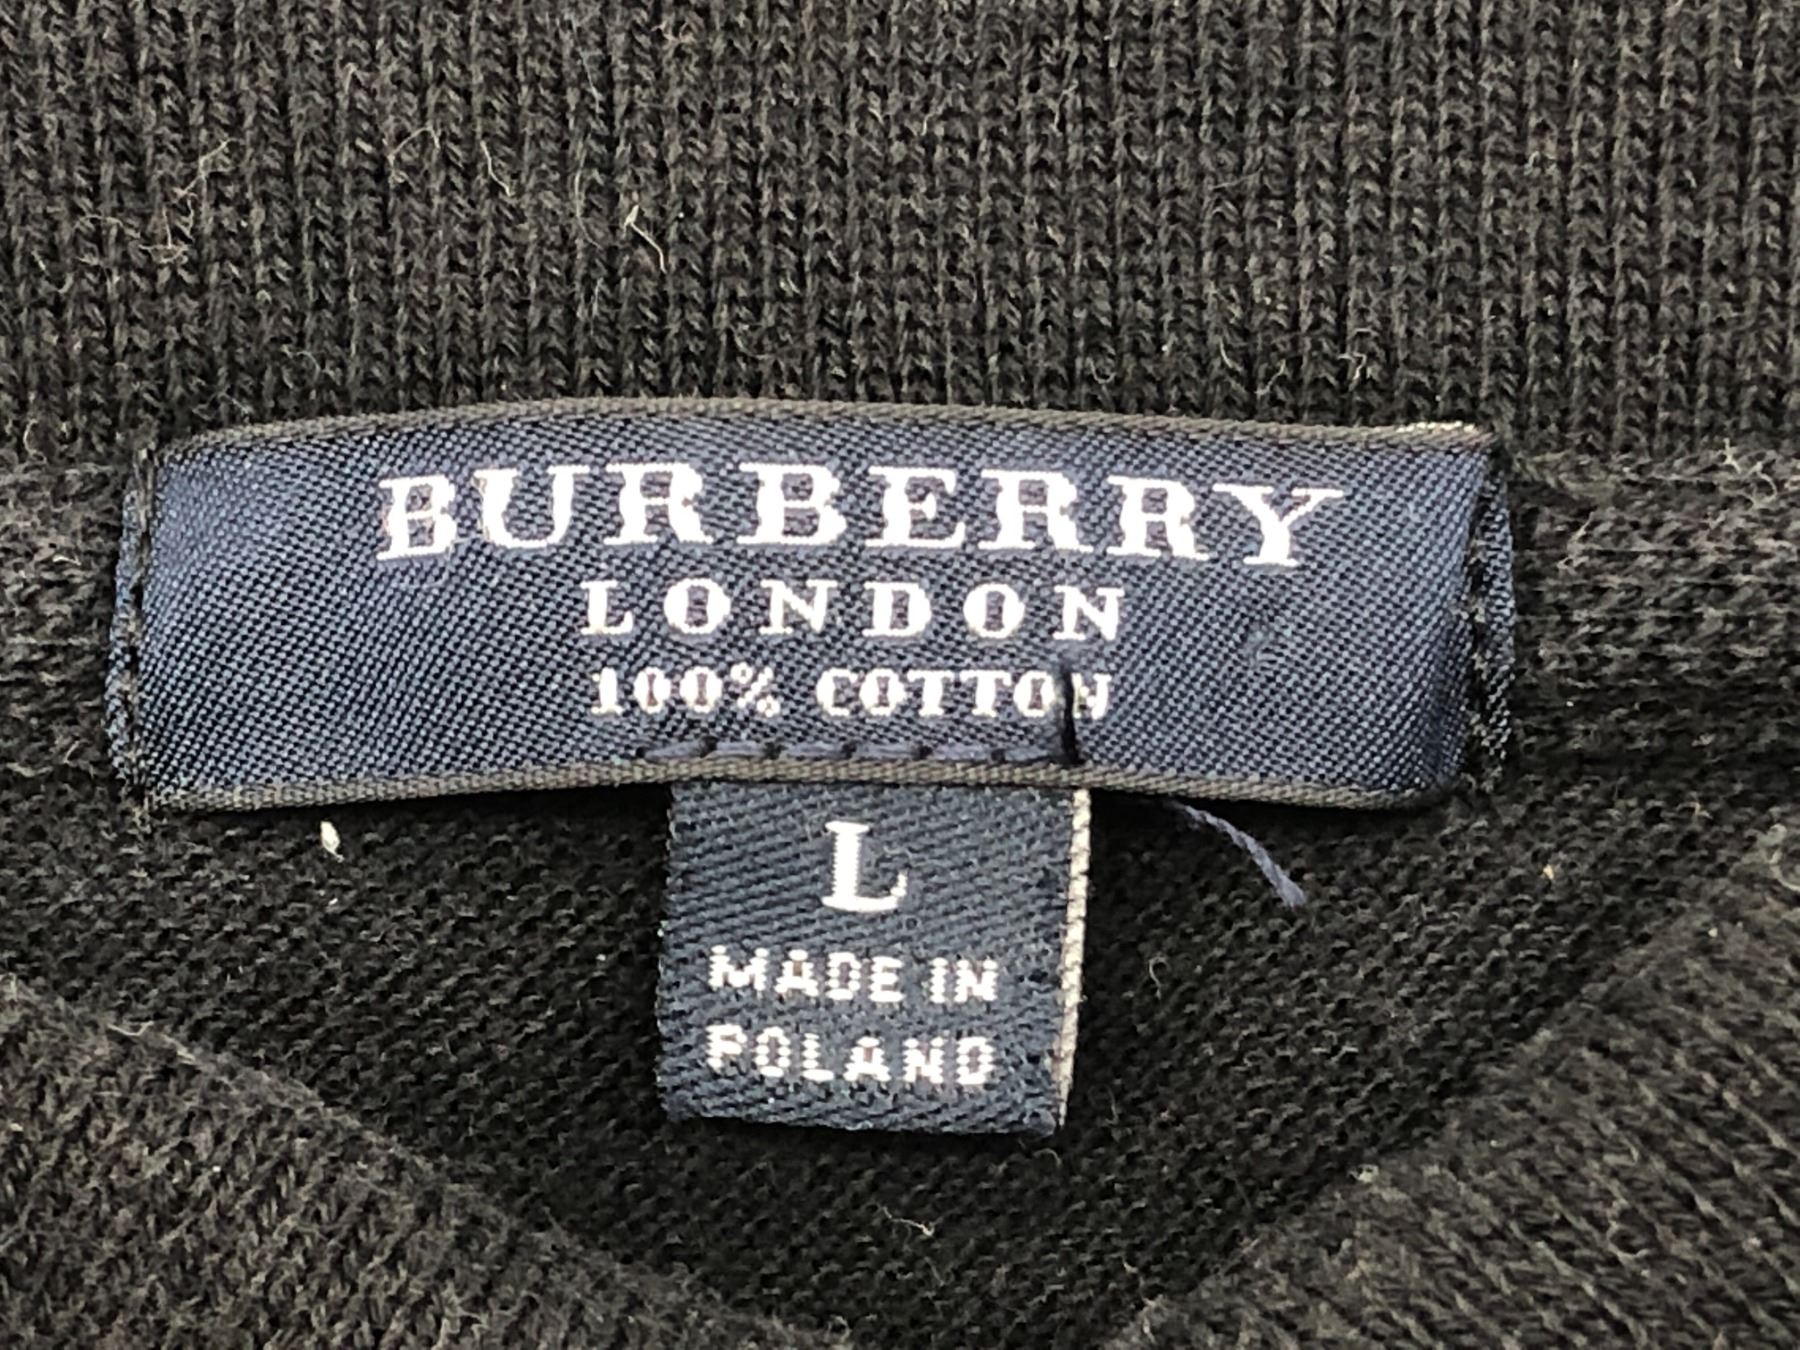 BURBERRY
LONDON
100% COTTON
L
MADE IN
POLAND